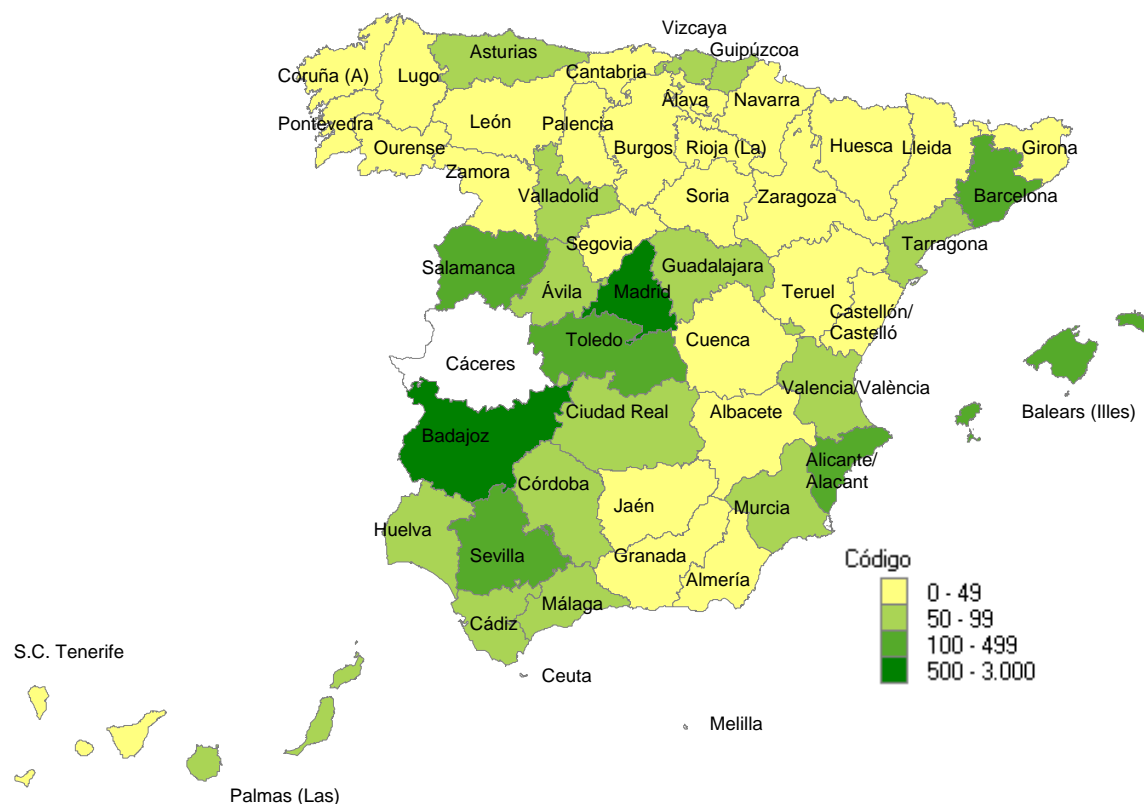 Vizcaya
Guipúzcoa
Asturias
Coruña (A)
Lugo
Cantabria
Álava
Navarra
Pontevedra
León
Palencia
Ourense
Burgos
Rioja (La)
Huesca
Lleida
Girona
Zamora
Valladolid
Soria
Zaragoza
Barcelona
Segovia
Tarragona
Salamanca
Guadalajara
Ávila
Madrid
Teruel
Castellón/
Castelló
Toledo
Cuenca
Cáceres
Valencia/València
Balears (Illes)
Ciudad Real
Albacete
Badajoz
Alicante/
Alacant
Córdoba
Jaén
Murcia
Huelva
Sevilla
Granada
Almería
Málaga
Cádiz
Código
0 - 49
50 - 99
100 - 499
500 - 3.000
S.C. Tenerife
Ceuta
Melilla
Palmas (Las)